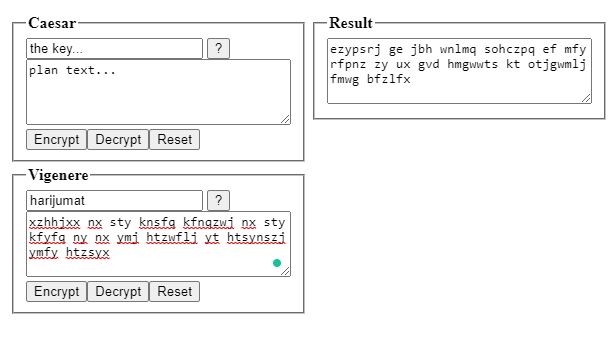 Caesar
the key...
?
plan text...
Encrypt Decrypt Reset
Vigenere
harijumat
?
xzhhjxx nx sty knsfq kfnqzwj nx sty
kfyfq ny nx ymj htzwflj yt htsynszj
ymfy htzsyx
Encrypt Decrypt Reset
Result
ezypsrj ge jbh wnlmq sohczpq ef mfy
rfpnz zy ux gvd hmgwwts kt otjgwmlj
fmwg bfzlfx